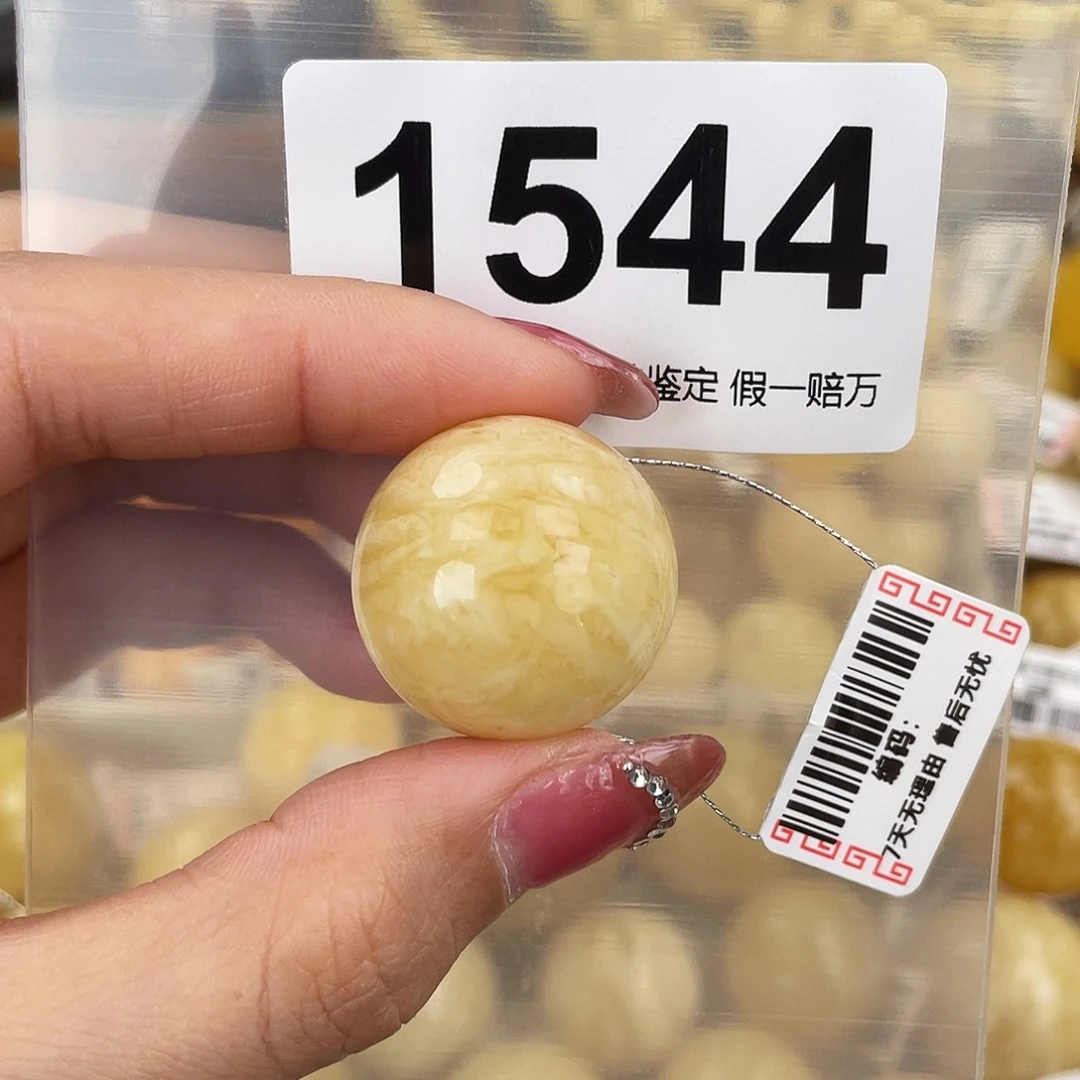 1544
鉴定 假一赔万
编码:
7天无理由 售后无忧